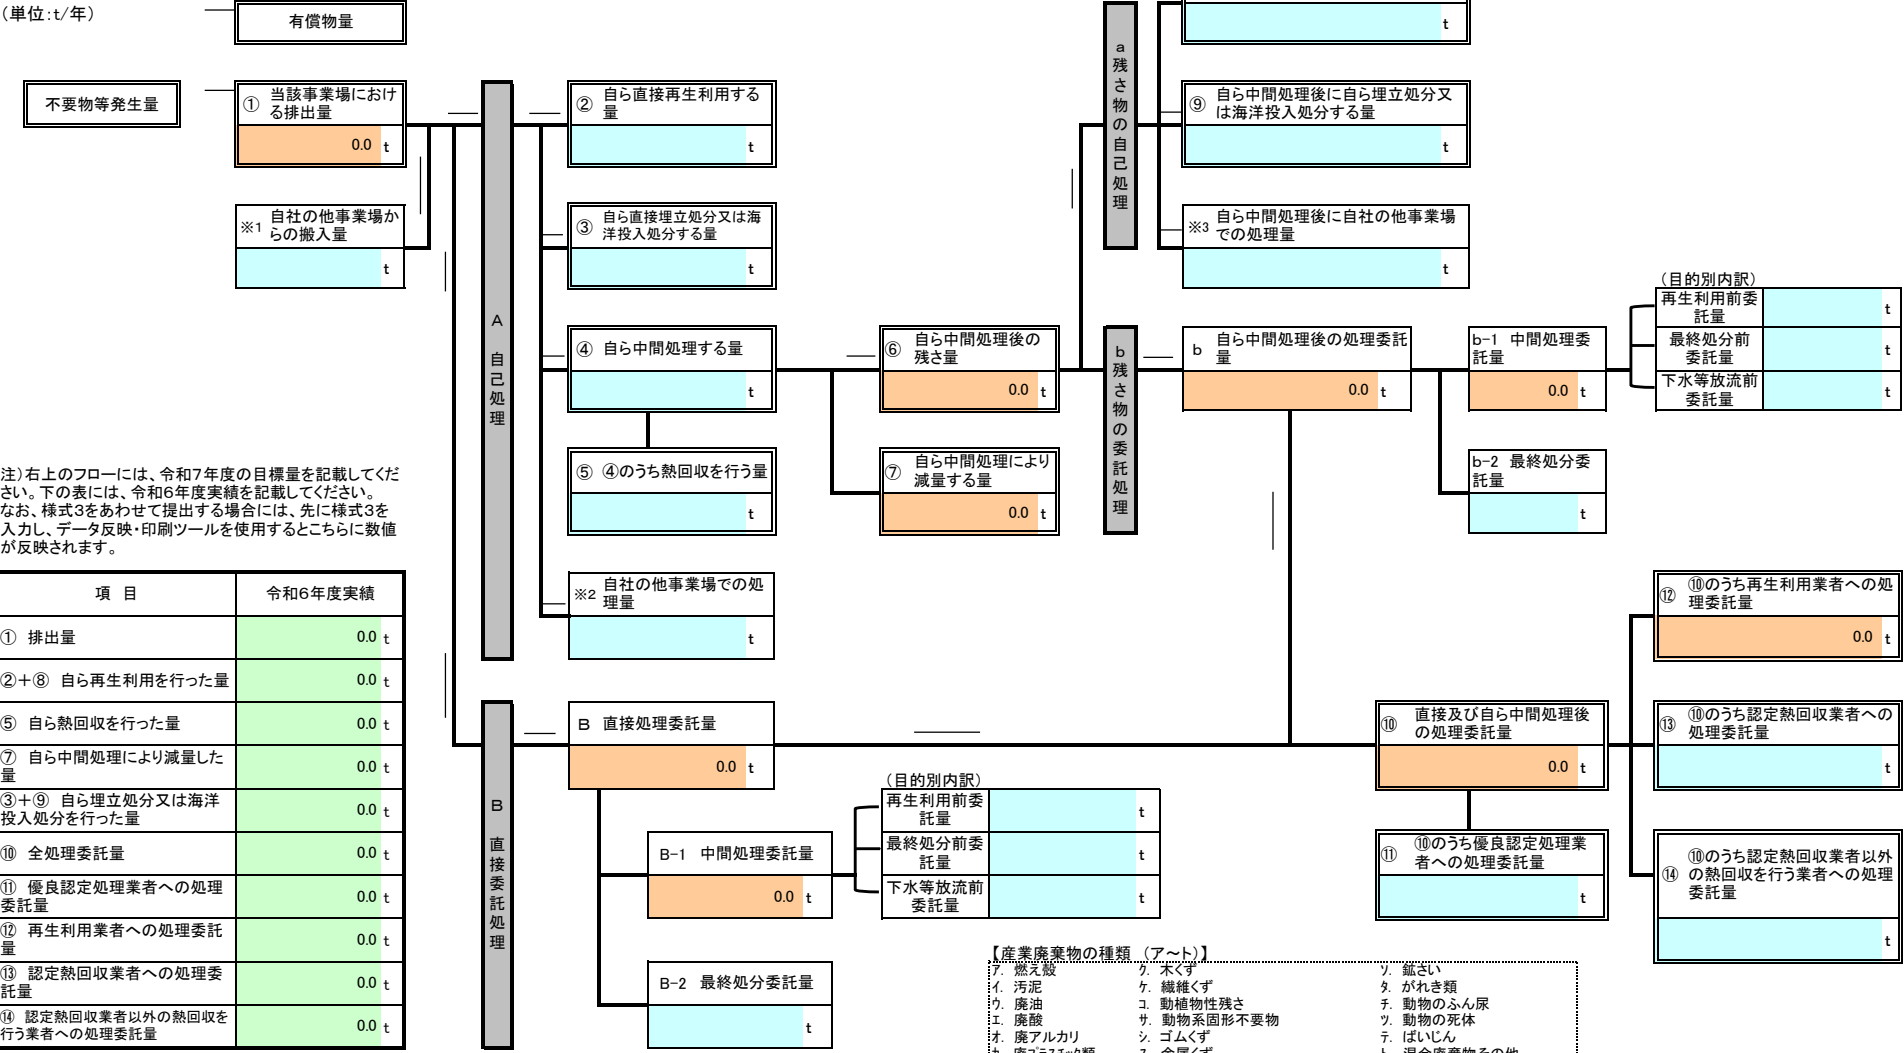 （単位：t/年）
有償物量
不要物等発生量
① 当該事業場におけ
る排出量
0.0 t
※1 自社の他事業場か
らの搬入量
t
A 自己処理
② 自ら直接再生利用する
量
t
③ 自ら直接埋立処分又は海
洋投入処分する量
t
④ 自ら中間処理する量
t
⑤ ④のうち熱回収を行う量
t
※2 自社の他事業場での処
理量
t
⑥ 自ら中間処理後の
残さ量
0.0 t
⑦ 自ら中間処理により
減量する量
0.0 t
a残さ物の自己処理
t
⑨ 自ら中間処理後に自ら埋立処分又
は海洋投入処分する量
t
※3 自ら中間処理後に自社の他事業場
での処理量
t
b残さ物の委託処理
b 自ら中間処理後の処理委託
量
0.0 t
b-1 中間処理委
託量
0.0 t
b-2 最終処分委
託量
t
（目的別内訳）
再生利用前委
託量
t
最終処分前
委託量
t
下水等放流前
委託量
t
注）右上のフローには、令和7年度の目標量を記載してくだ
さい。下の表には、令和6年度実績を記載してください。
なお、様式3をあわせて提出する場合には、先に様式3を
入力し、データ反映・印刷ツールを使用するとこちらに数値
が反映されます。
項 目 令和6年度実績
① 排出量 0.0 t
②＋⑧ 自ら再生利用を行った量 0.0 t
⑤ 自ら熱回収を行った量 0.0 t
⑦ 自ら中間処理により減量した
量 0.0 t
③＋⑨ 自ら埋立処分又は海洋
投入処分を行った量 0.0 t
⑩ 全処理委託量 0.0 t
⑪ 優良認定処理業者への処理
委託量 0.0 t
⑫ 再生利用業者への処理委託
量 0.0 t
⑬ 認定熱回収業者への処理委
託量 0.0 t
⑭ 認定熱回収業者以外の熱回収を
行う業者への処理委託量 0.0 t
B 直接委託処理
B 直接処理委託量
0.0 t
B-1 中間処理委託量
0.0 t
B-2 最終処分委託量
t
（目的別内訳）
再生利用前委
託量
t
最終処分前委
託量
t
下水等放流前
委託量
t
⑩ 直接及び自ら中間処理後
の処理委託量
0.0 t
⑪ ⑩のうち優良認定処理業
者への処理委託量
t
⑫ ⑩のうち再生利用業者への処
理委託量
0.0 t
⑬ ⑩のうち認定熱回収業者への
処理委託量
t
⑭ ⑩のうち認定熱回収業者以外
の熱回収を行う業者への処理
委託量
t
【産業廃棄物の種類 （ア～ト）】
ア. 燃え殻 ク. 木くず ソ. 鉱さい
イ. 汚泥 ケ. 繊維くず タ. がれき類
ウ. 廃油 コ. 動植物性残さ チ. 動物のふん尿
エ. 廃酸 サ. 動物系固形不要物 ツ. 動物の死体
オ. 廃アルカリ シ. ゴムくず テ. ばいじん
カ. 廃プラスチック類 ス. 金属くず ト. 混合廃棄物その他